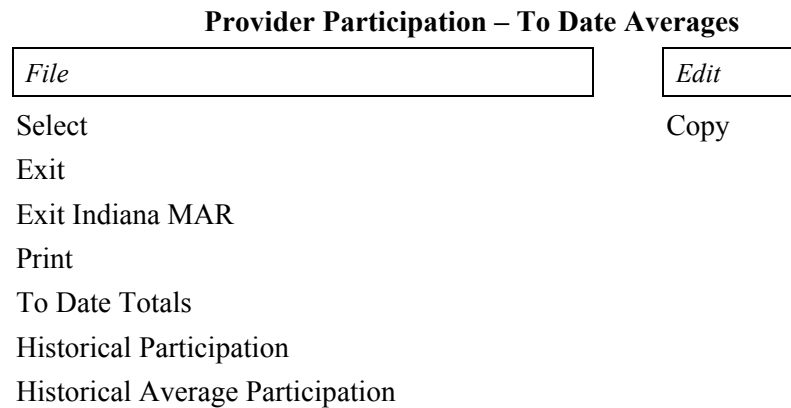 Provider Participation – To Date Averages
File Edit
Select Copy
Exit
Exit Indiana MAR
Print
To Date Totals
Historical Participation
Historical Average Participation